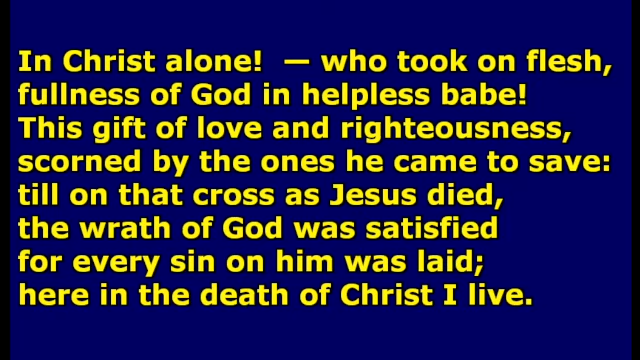 In Christ alone!  — who took on flesh,
fullness of God in helpless babe!
This gift of love and righteousness,
scorned by the ones he came to save:
till on that cross as Jesus died,
the wrath of God was satisfied
for every sin on him was laid;
here in the death of Christ I live.